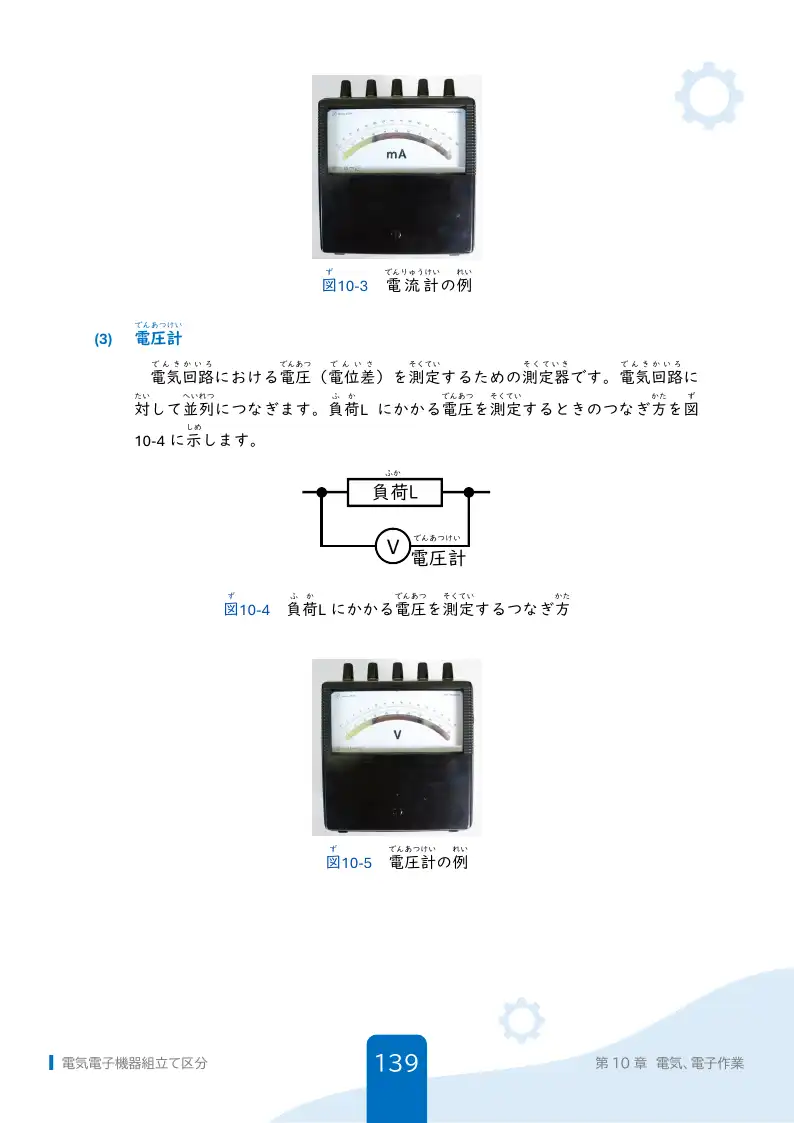 mA
図10-3 電流計の例
(3) 電圧計
電気回路における電圧（電位差）を測定するための測定器です。電気回路に
対して並列につなぎます。負荷L にかかる電圧を測定するときのつなぎ方を図
10-4 に示します。
負荷L
V
電圧計
図10-4 負荷L にかかる電圧を測定するつなぎ方
V
図10-5 電圧計の例
電気電子機器組立て区分
139
第 10 章 電気、電子作業